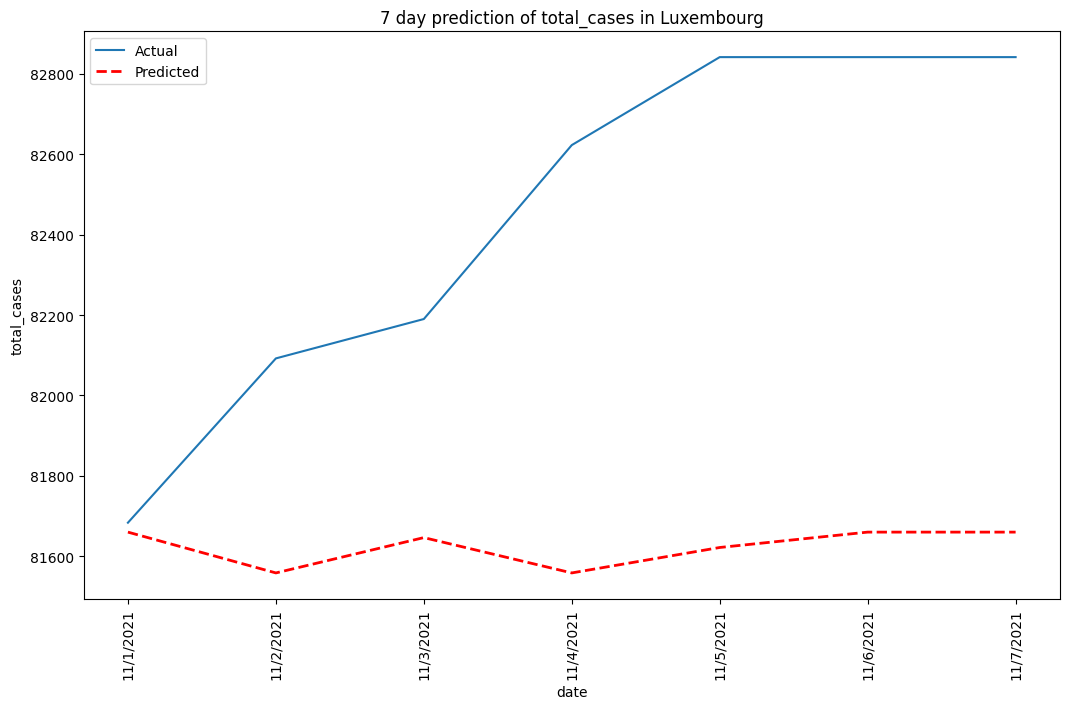 7 day prediction of total_cases in Luxembourg
Actual
Predicted
82800
82600
82400
82200
82000
81800
81600
total_cases
11/1/2021
11/2/2021
11/3/2021
11/4/2021
11/5/2021
11/6/2021
11/7/2021
date